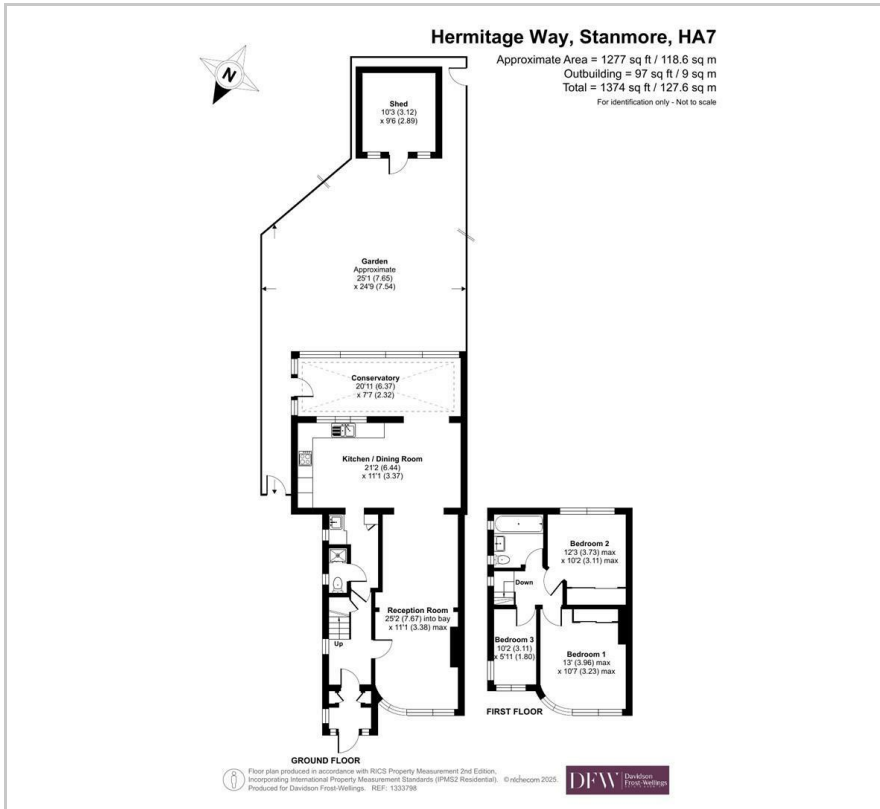 Hermitage Way, Stanmore, HA7
Approximate Area = 1277 sq ft / 118.6 sq m
Outbuilding = 97 sq ft / 9 sq m
Total = 1374 sq ft / 127.6 sq m
For identification only - Not to scale
N
Shed
10'3 (3.12)
x 9'6 (2.89)
Garden
Approximate
25'1 (7.65)
x 24'9 (7.54)
Conservatory
20'11 (6.37)
x 7'7 (2.32)
Kitchen / Dining Room
21'2 (6.44)
x 11'1 (3.37)
Reception Room
25'2 (7.67) into bay
x 11'1 (3.38) max
Up
Bedroom 2
12'3 (3.73) max
x 10'2 (3.11) max
Down
Bedroom 3
10'2 (3.11)
x 5'11 (1.80)
Bedroom 1
13' (3.96) max
x 10'7 (3.23) max
FIRST FLOOR
GROUND FLOOR
Floor plan produced in accordance with RICS Property Measurement 2nd Edition,
Incorporating International Property Measurement Standards (IPMS2 Residential). © nichecom 2025.
Produced for Davidson Frost-Wellings. REF: 1333798
DFW
Davidson
Frost-Wellings